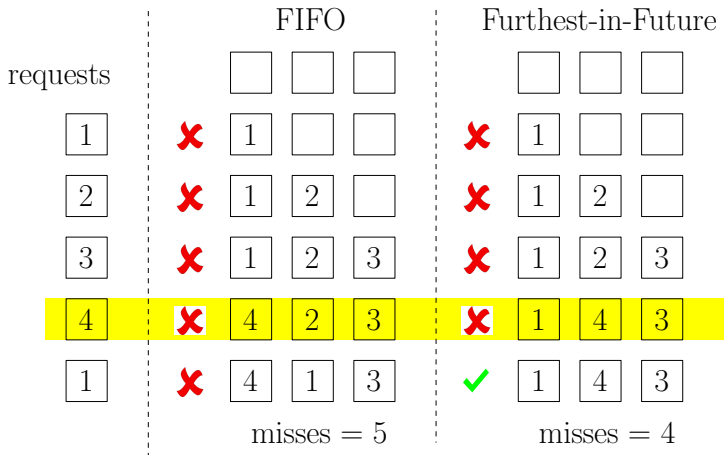 FIFO Furthest-in-Future
requests
1 ✘ 1 ✘ 1
2 ✘ 1 2 ✘ 1 2
3 ✘ 1 2 3 ✘ 1 2 3
4 ✘ 4 2 3 ✘ 1 4 3
1 ✘ 4 1 3 ✓ 1 4 3
misses = 5 misses = 4